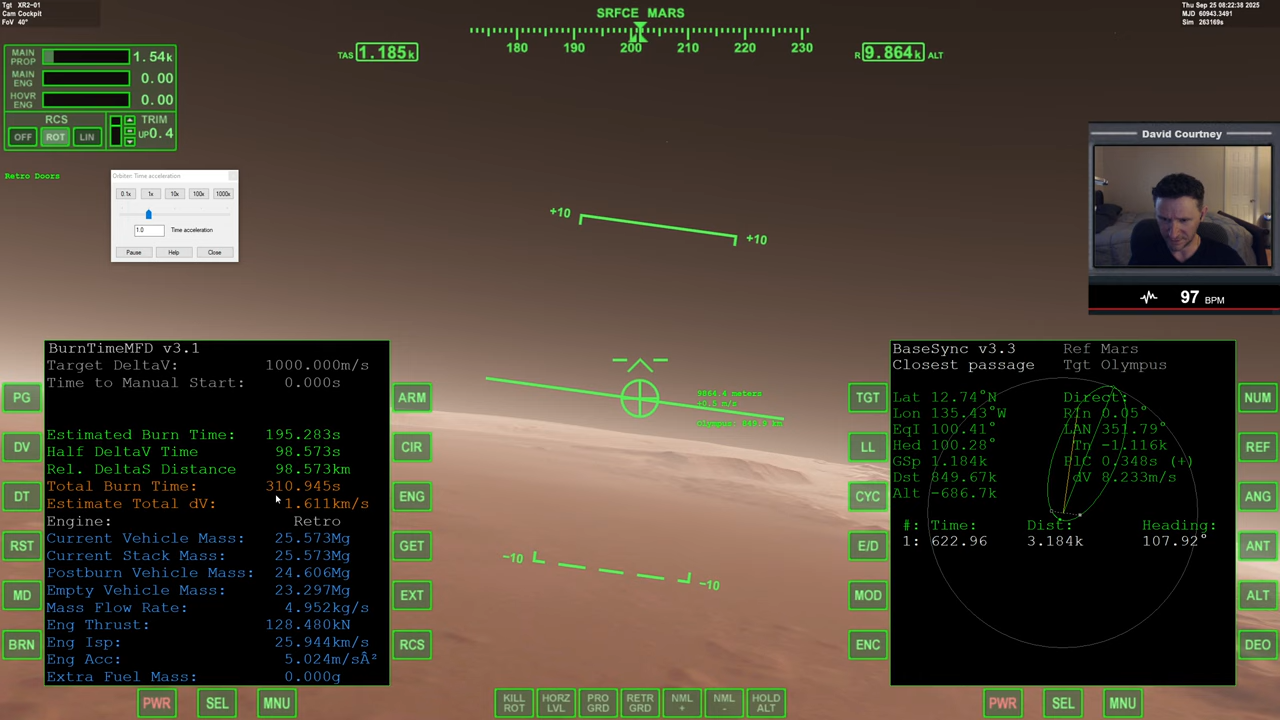 Tgt XR2-01
Cam Cockpit
FoV 40°
SRFCE MARS
Thu Sep 25 08:22:38 2025
MJD 60943.3491
Sim 263169s
180 190 200 210 220 230
TAS 1.185k
R 9.864k ALT
MAIN PROP 1.54k
MAIN ENG 0.00
HOVR ENG 0.00
RCS TRIM
OFF ROT LIN UP0.4
Retro Doors
Orbiter: Time acceleration
0.1x 1x 10x 100x 1000x
1.0 Time acceleration
Pause Help Close
David Courtney
97 BPM
+10 +10
9864.4 meters
+0.5 m/s
-10 -10
BurnTimeMFD v3.1
Target DeltaV: 1000.000m/s
Time to Manual Start: 0.000s
Estimated Burn Time: 195.283s
Half DeltaV Time 98.573s
Rel. DeltaS Distance 98.573km
Total Burn Time: 310.945s
Estimate Total dV: 1.611km/s
Engine: Retro
Current Vehicle Mass: 25.573Mg
Current Stack Mass: 25.573Mg
Postburn Vehicle Mass: 24.606Mg
Empty Vehicle Mass: 23.297Mg
Mass Flow Rate: 4.952kg/s
Eng Thrust: 128.480kN
Eng Isp: 25.944km/s
Eng Acc: 5.024m/sÂ²
Extra Fuel Mass: 0.000g
PG
DV
DT
RST
MD
BRN
ARM
CIR
ENG
GET
EXT
RCS
PWR SEL MNU
KILL ROT
HORZ LVL
PRO GRD
RETR GRD
NML +
NML -
HOLD ALT
BaseSync v3.3 Ref Mars
Closest passage Tgt Olympus
Lat 12.74°N Direct:
Lon 135.43°W RIn 0.05°
EqI 100.41° LAN 351.79°
Hed 100.28° Tn -1.116k
GSp 1.184k PlC 0.348s (+)
Dst 849.67k dV 8.233m/s
Alt -686.7k
#: Time: Dist: Heading:
1: 622.96 3.184k 107.92°
TGT
LL
CYC
E/D
MOD
ENC
NUM
REF
ANG
ANT
ALT
DEO
PWR SEL MNU